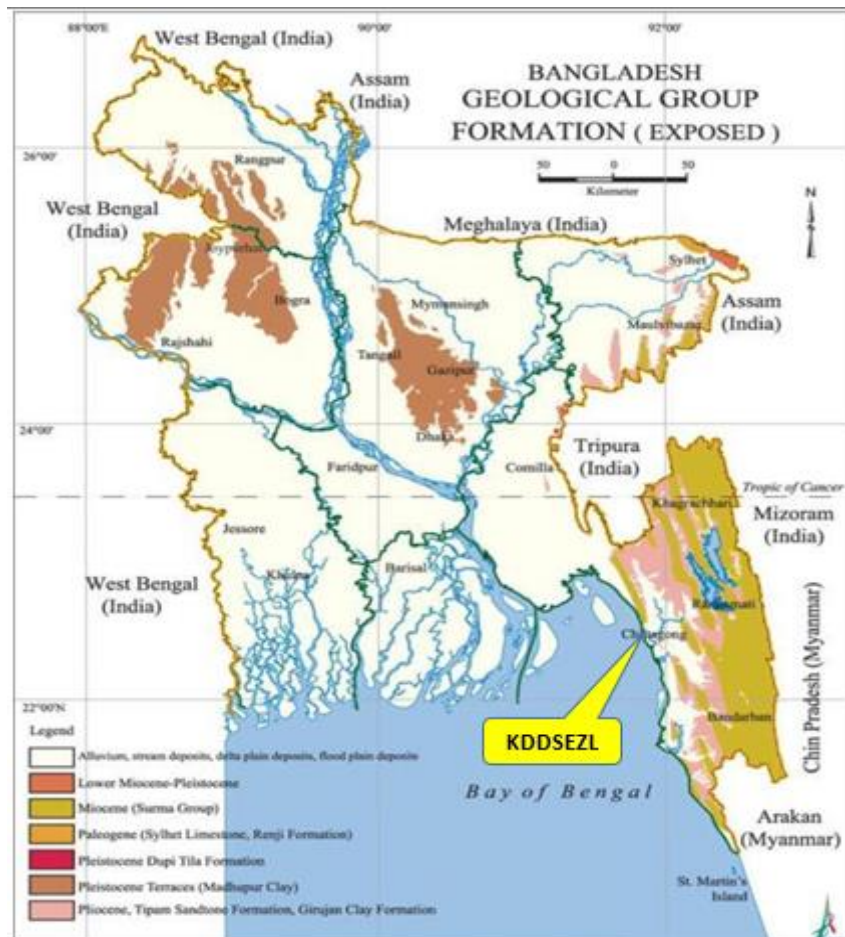 88°00'E
90°00'
92°00'
West Bengal (India)
Assam
(India)
BANGLADESH
GEOLOGICAL GROUP
FORMATION ( EXPOSED )
26°00'
Rangpur
50 0 50
Kilometer
N
West Bengal
(India)
Meghalaya (India)
Joypurhat
Sylhet
Bogra
Mymansingh
Assam
(India)
Maulvibazar
Rajshahi
Tangail
Gazipur
24°00'
Dhaka
Tripura
(India)
Faridpur
Comilla
Tropic of Cancer
Khagrachhari
Mizoram
(India)
Jessore
West Bengal
(India)
Khulna
Barisal
Rangamati
Chittagong
Chin Pradesh (Myanmar)
22°00'N
Bandarban
KDDSEZL
Bay of Bengal
Arakan
(Myanmar)
St. Martin's
Island
Legend
Alluvium, stream deposits, delta plain deposits, flood plain deposits
Lower Miocene-Pleistocene
Miocene (Surma Group)
Paleogene (Sylhet Limestone, Renji Formation)
Pleistocene Dupi Tila Formation
Pleistocene Terraces (Madhupur Clay)
Pliocene, Tipam Sandtone Formation, Girujan Clay Formation